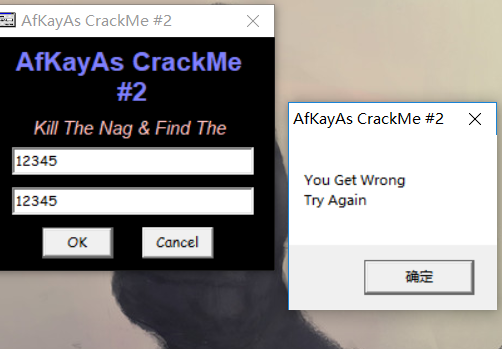 AfKayAs CrackMe #2
AfKayAs CrackMe
#2
Kill The Nag & Find The
12345
12345
OK
Cancel
AfKayAs CrackMe #2
You Get Wrong
Try Again
确定